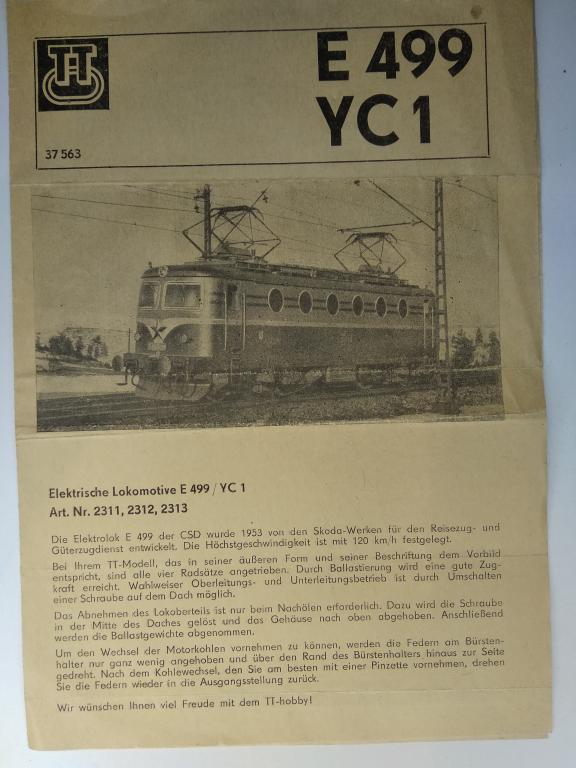 TT
E 499
YC 1
37 563
Elektrische Lokomotive E 499 / YC 1
Art. Nr. 2311, 2312, 2313
Die Elektrolok E 499 der CSD wurde 1953 von den Skoda-Werken für den Reisezug- und
Güterzugdienst entwickelt. Die Höchstgeschwindigkeit ist mit 120 km/h festgelegt.
Bei Ihrem TT-Modell, das in seiner äußeren Form und seiner Beschriftung dem Vorbild
entspricht, sind alle vier Radsätze angetrieben. Durch Ballastierung wird eine gute Zug-
kraft erreicht. Wahlweiser Oberleitungs- und Unterleitungsbetrieb ist durch Umschalten
einer Schraube auf dem Dach möglich.
Das Abnehmen des Lokoberteils ist nur beim Nachölen erforderlich. Dazu wird die Schraube
in der Mitte des Daches gelöst und das Gehäuse nach oben abgehoben. Anschließend
werden die Ballastgewichte abgenommen.
Um den Wechsel der Motorkohlen vornehmen zu können, werden die Federn am Bürsten-
halter nur ganz wenig angehoben und über den Rand des Bürstenhalters hinaus zur Seite
gedreht. Nach dem Kohlewechsel, den Sie am besten mit einer Pinzette vornehmen, drehen
Sie die Federn wieder in die Ausgangsstellung zurück.
Wir wünschen Ihnen viel Freude mit dem TT-hobby!